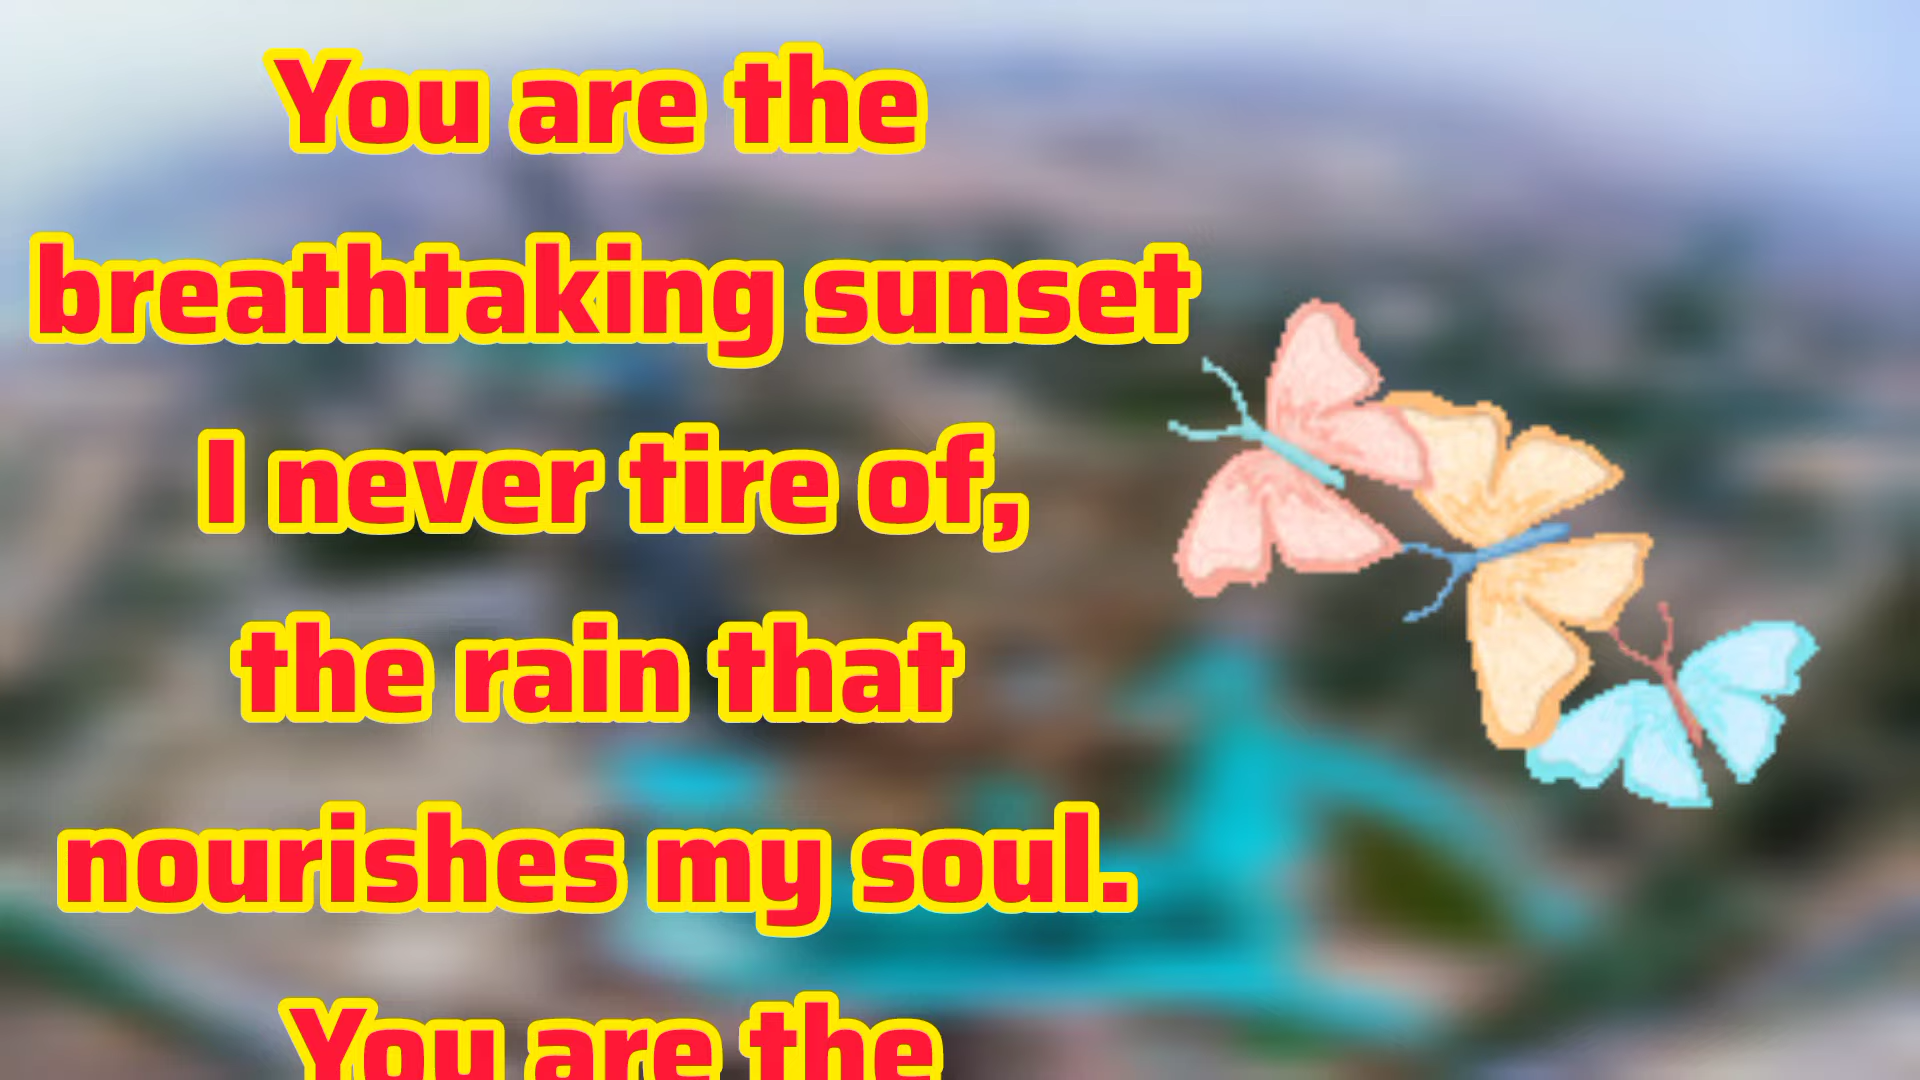 You are the
breathtaking sunset
I never tire of,
the rain that
nourishes my soul.
You are the